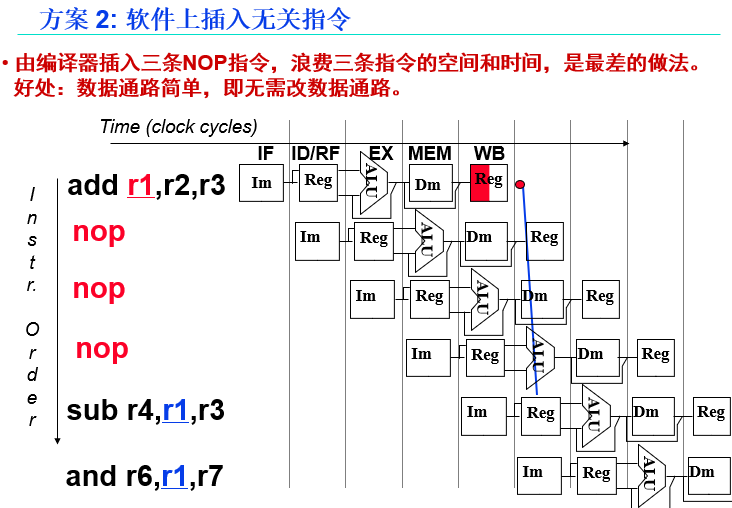 方案 2: 软件上插入无关指令
• 由编译器插入三条NOP指令，浪费三条指令的空间和时间，是最差的做法。
好处：数据通路简单，即无需改数据通路。
Time (clock cycles)
IF ID/RF EX MEM WB
Instr. Order
add r1,r2,r3 Im Reg ALU Dm Reg
nop Im Reg ALU Dm Reg
nop Im Reg ALU Dm Reg
nop Im Reg ALU Dm Reg
sub r4,r1,r3 Im Reg ALU Dm Reg
and r6,r1,r7 Im Reg ALU Dm